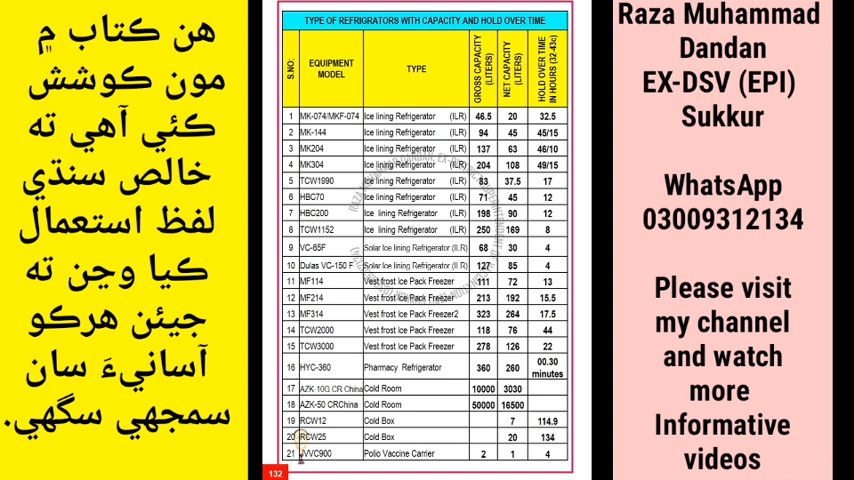 هن ڪتاب ۾
مون ڪوشش
ڪئي آهي ته
خالص سنڌي
لفظ استعمال
ڪيا وڃن ته
جيئن هرڪو
آسانيءَ سان
سمجهي سگهي.
TYPE OF REFRIGRATORS WITH CAPACITY AND HOLD OVER TIME
S.NO: EQUIPMENT MODEL TYPE GROSS CAPACITY (LITERS) NET CAPACITY (LITERS) HOLD OVER TIME IN HOURS (32-43c)
1 MK-074/MKF-074 Ice lining Refrigerator (ILR) 46.5 20 32.5
2 MK-144 Ice lining Refrigerator (ILR) 94 45 45/15
3 MK204 Ice lining Refrigerator (ILR) 137 63 46/10
4 MK304 Ice lining Refrigerator (ILR) 204 108 49/15
5 TCW1990 Ice lining Refrigerator (ILR) 83 37.5 17
6 HBC70 Ice lining Refrigerator (ILR) 71 45 12
7 HBC200 Ice lining Refrigerator (ILR) 198 90 12
8 TCW1152 Ice lining Refrigerator (ILR) 250 169 8
9 VC-65F Solar Ice lining Refrigerator (ILR) 68 30 4
10 Dulas VC-150 F Solar Ice lining Refrigerator (ILR) 127 85 4
11 MF114 Vest frost Ice Pack Freezer 111 72 13
12 MF214 Vest frost Ice Pack Freezer 213 192 15.5
13 MF314 Vest frost Ice Pack Freezer2 323 264 17.5
14 TCW2000 Vest frost Ice Pack Freezer 118 76 44
15 TCW3000 Vest frost Ice Pack Freezer 278 126 22
16 HYC-360 Pharmacy Refrigerator 360 260 00.30 minutes
17 AZK-10G CR China Cold Room 10000 3030
18 AZK-50 CRChina Cold Room 50000 16500
19 RCW12 Cold Box 7 114.9
20 RCW25 Cold Box 20 134
21 Polio Vaccine Carrier 2 1 4
132
Raza Muhammad
Dandan
EX-DSV (EPI)
Sukkur
WhatsApp
03009312134
Please visit
my channel
and watch
more
Informative
videos